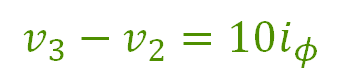 v₃ − v₂ = 10i_ϕ